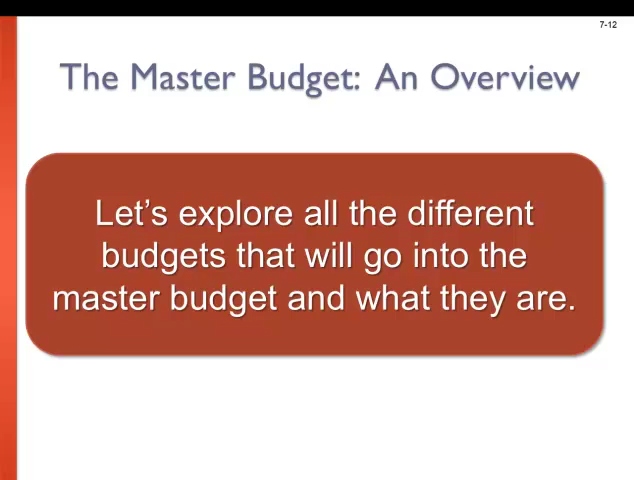 7-12
The Master Budget:  An Overview
Let’s explore all the different
budgets that will go into the
master budget and what they are.